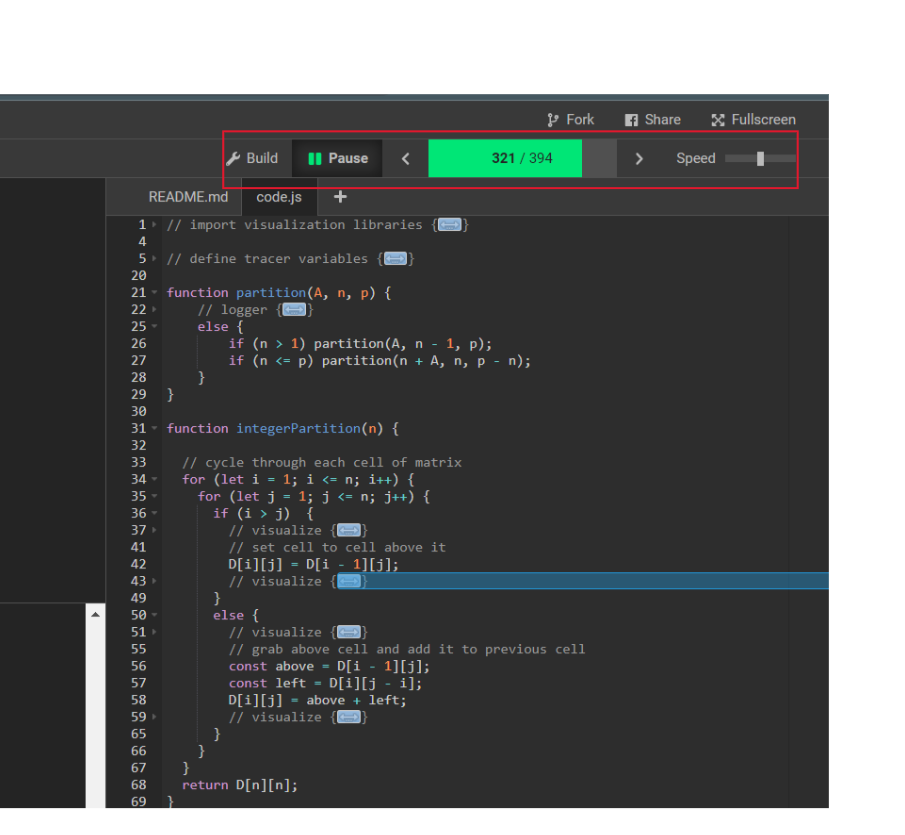 Fork Share Fullscreen
Build Pause 321 / 394 Speed
README.md code.js +
1 // import visualization libraries {}
4
5 // define tracer variables {}
20
21 function partition(A, n, p) {
22 // logger {}
25 else {
26 if (n > 1) partition(A, n - 1, p);
27 if (n <= p) partition(n + A, n, p - n);
28 }
29 }
30
31 function integerPartition(n) {
32
33 // cycle through each cell of matrix
34 for (let i = 1; i <= n; i++) {
35 for (let j = 1; j <= n; j++) {
36 if (i > j) {
37 // visualize {}
41 // set cell to cell above it
42 D[i][j] = D[i - 1][j];
43 // visualize {}
49 }
50 else {
51 // visualize {}
55 // grab above cell and add it to previous cell
56 const above = D[i - 1][j];
57 const left = D[i][j - i];
58 D[i][j] = above + left;
59 // visualize {}
65 }
66 }
67 }
68 return D[n][n];
69 }